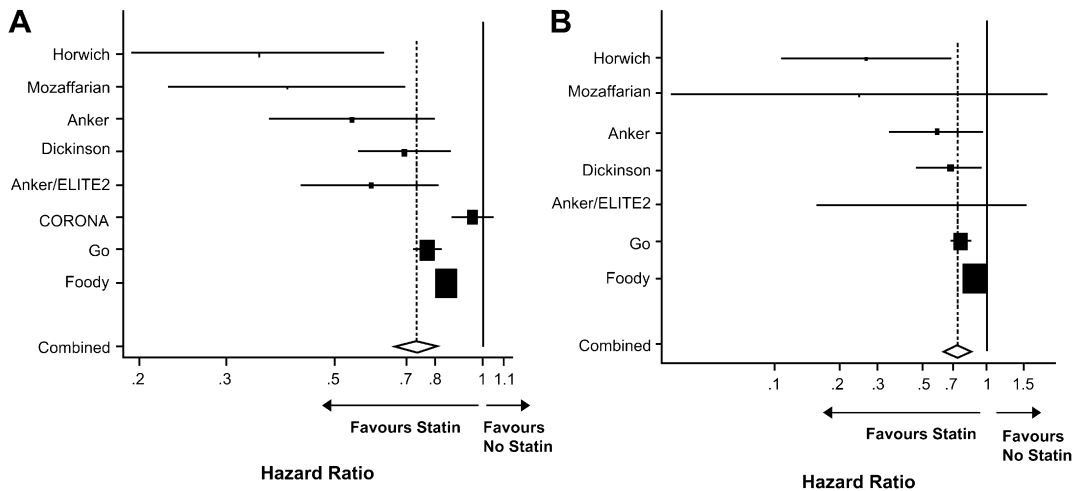 A
Horwich
Mozaffarian
Anker
Dickinson
Anker/ELITE2
CORONA
Go
Foody
Combined
.2 .3 .5 .7 .8 1 1.1
Favours Statin
Favours
No Statin
Hazard Ratio
B
Horwich
Mozaffarian
Anker
Dickinson
Anker/ELITE2
Go
Foody
Combined
.1 .2 .3 .5 .7 1 1.5
Favours Statin
Favours
No Statin
Hazard Ratio